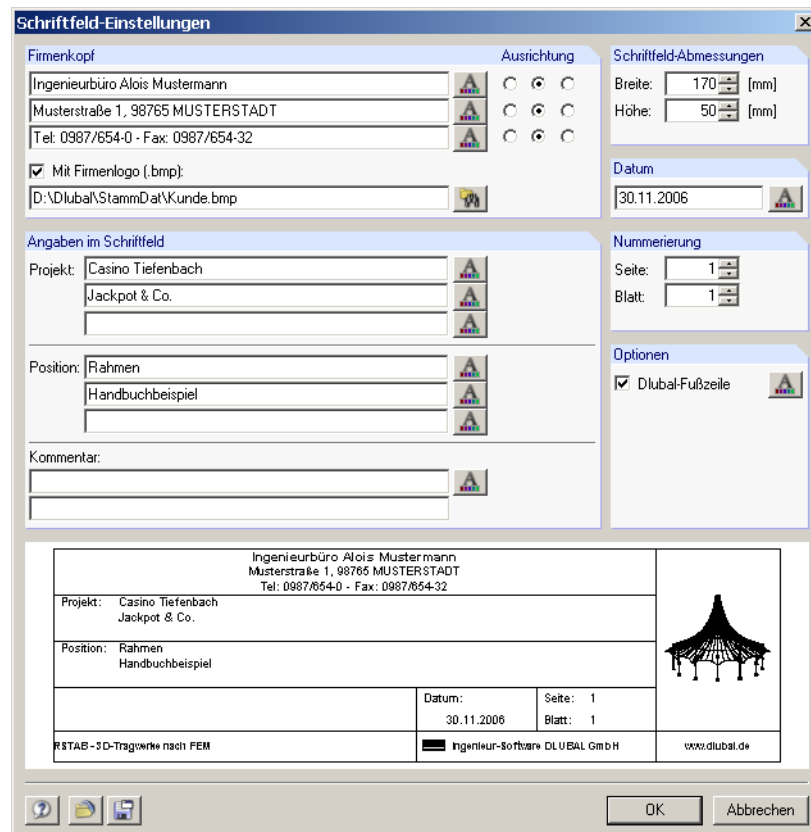 Schriftfeld-Einstellungen
Firmenkopf
Ausrichtung
Ingenieurbüro Alois Mustermann
Musterstraße 1, 98765 MUSTERSTADT
Tel: 0987/654-0 - Fax: 0987/654-32
Mit Firmenlogo (.bmp):
D:\Dlubal\StammDat\Kunde.bmp
Schriftfeld-Abmessungen
Breite: 170 [mm]
Höhe: 50 [mm]
Datum
30.11.2006
Angaben im Schriftfeld
Projekt: Casino Tiefenbach
Jackpot & Co.
Position: Rahmen
Handbuchbeispiel
Kommentar:
Nummerierung
Seite: 1
Blatt: 1
Optionen
Dlubal-Fußzeile
Ingenieurbüro Alois Mustermann
Musterstraße 1, 98765 MUSTERSTADT
Tel: 0987/654-0 - Fax: 0987/654-32
Projekt: Casino Tiefenbach
Jackpot & Co.
Position: Rahmen
Handbuchbeispiel
Datum: Seite: 1
30.11.2006 Blatt: 1
RSTAB - 3D-Tragwerke nach FEM Ingenieur-Software DLUBAL GmbH www.dlubal.de
OK Abbrechen